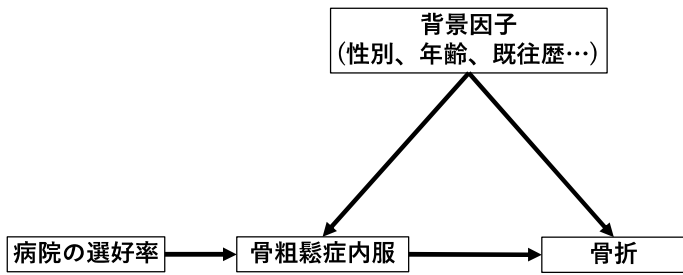 背景因子
(性別、年齢、既往歴…)
病院の選好率
骨粗鬆症内服
骨折